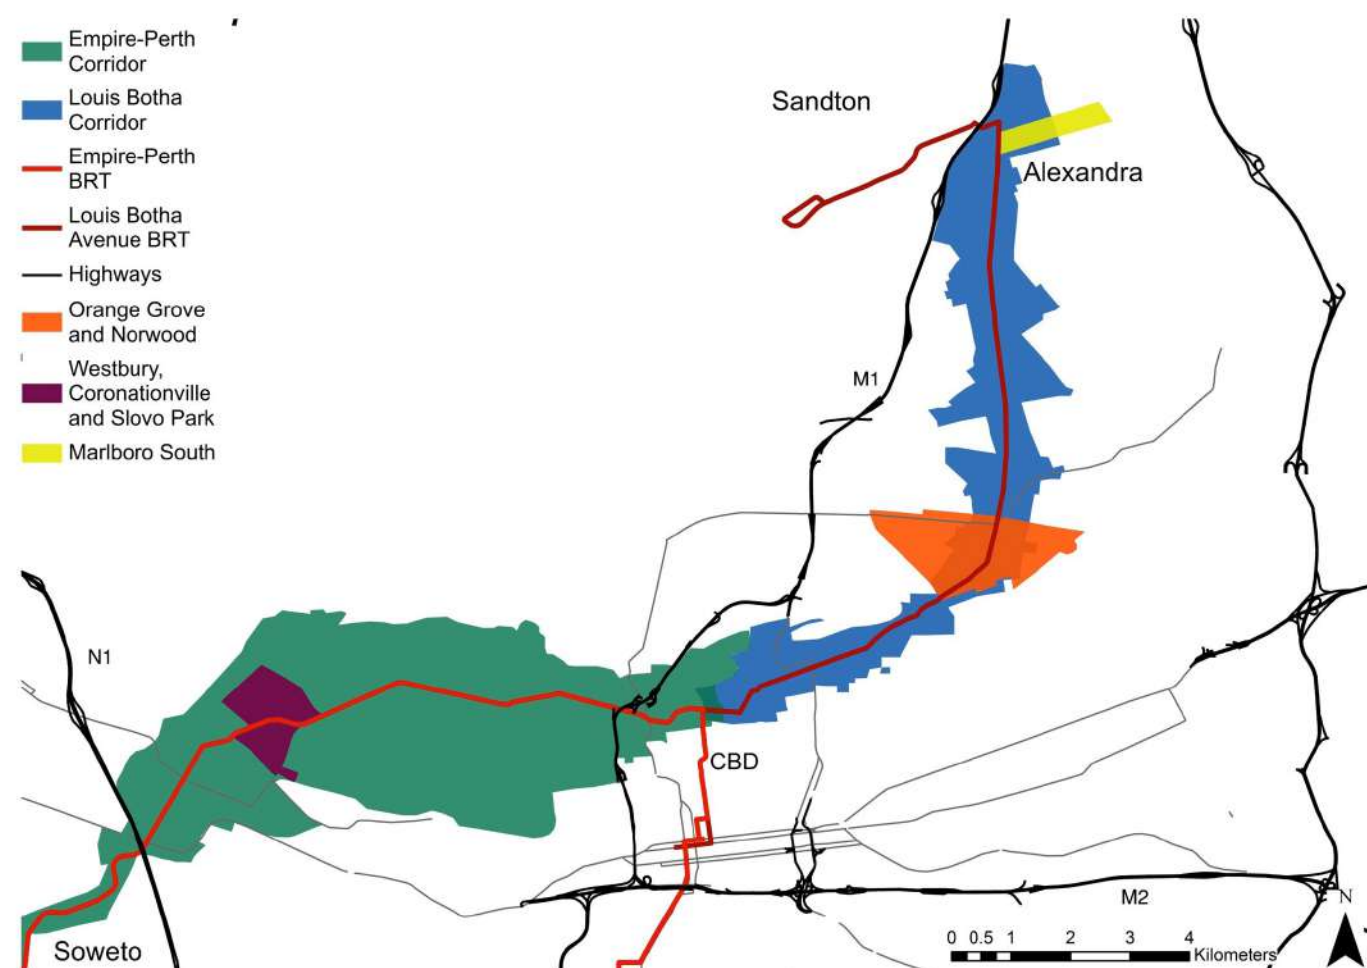 Empire-Perth
Corridor
Louis Botha
Corridor
Empire-Perth
BRT
Louis Botha
Avenue BRT
Highways
Orange Grove
and Norwood
Westbury,
Coronationville
and Slovo Park
Marlboro South
Sandton
Alexandra
M1
N1
CBD
M2
N
Soweto
0 0.5 1 2 3 4
Kilometers